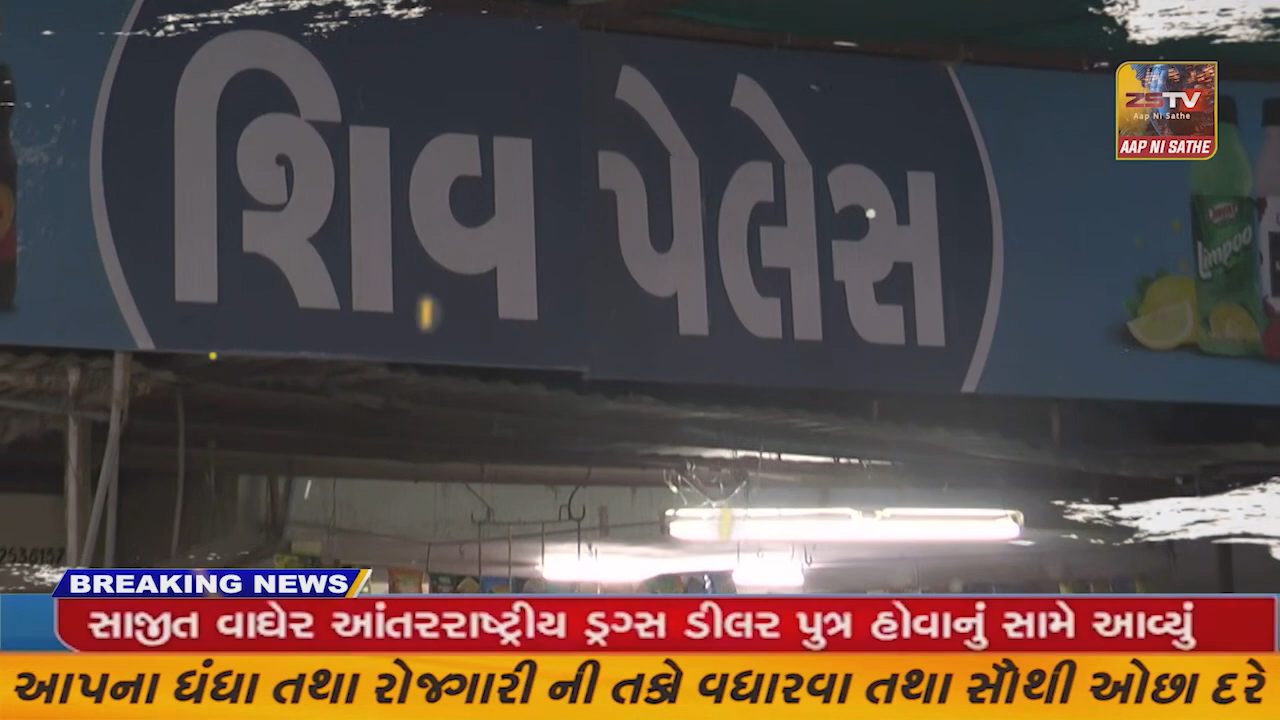 શિવ પેલેસ
ZSTV
Aap Ni Sathe
AAP NI SATHE
Limpoo
2536157
BREAKING NEWS
સાજીત વાઘેર આંતરરાષ્ટ્રીય ડ્રગ્સ ડીલર પુત્ર હોવાનું સામે આવ્યું
આપના ધંધા તથા રોજગારી ની તકો વધારવા તથા સૌથી ઓછા દરે